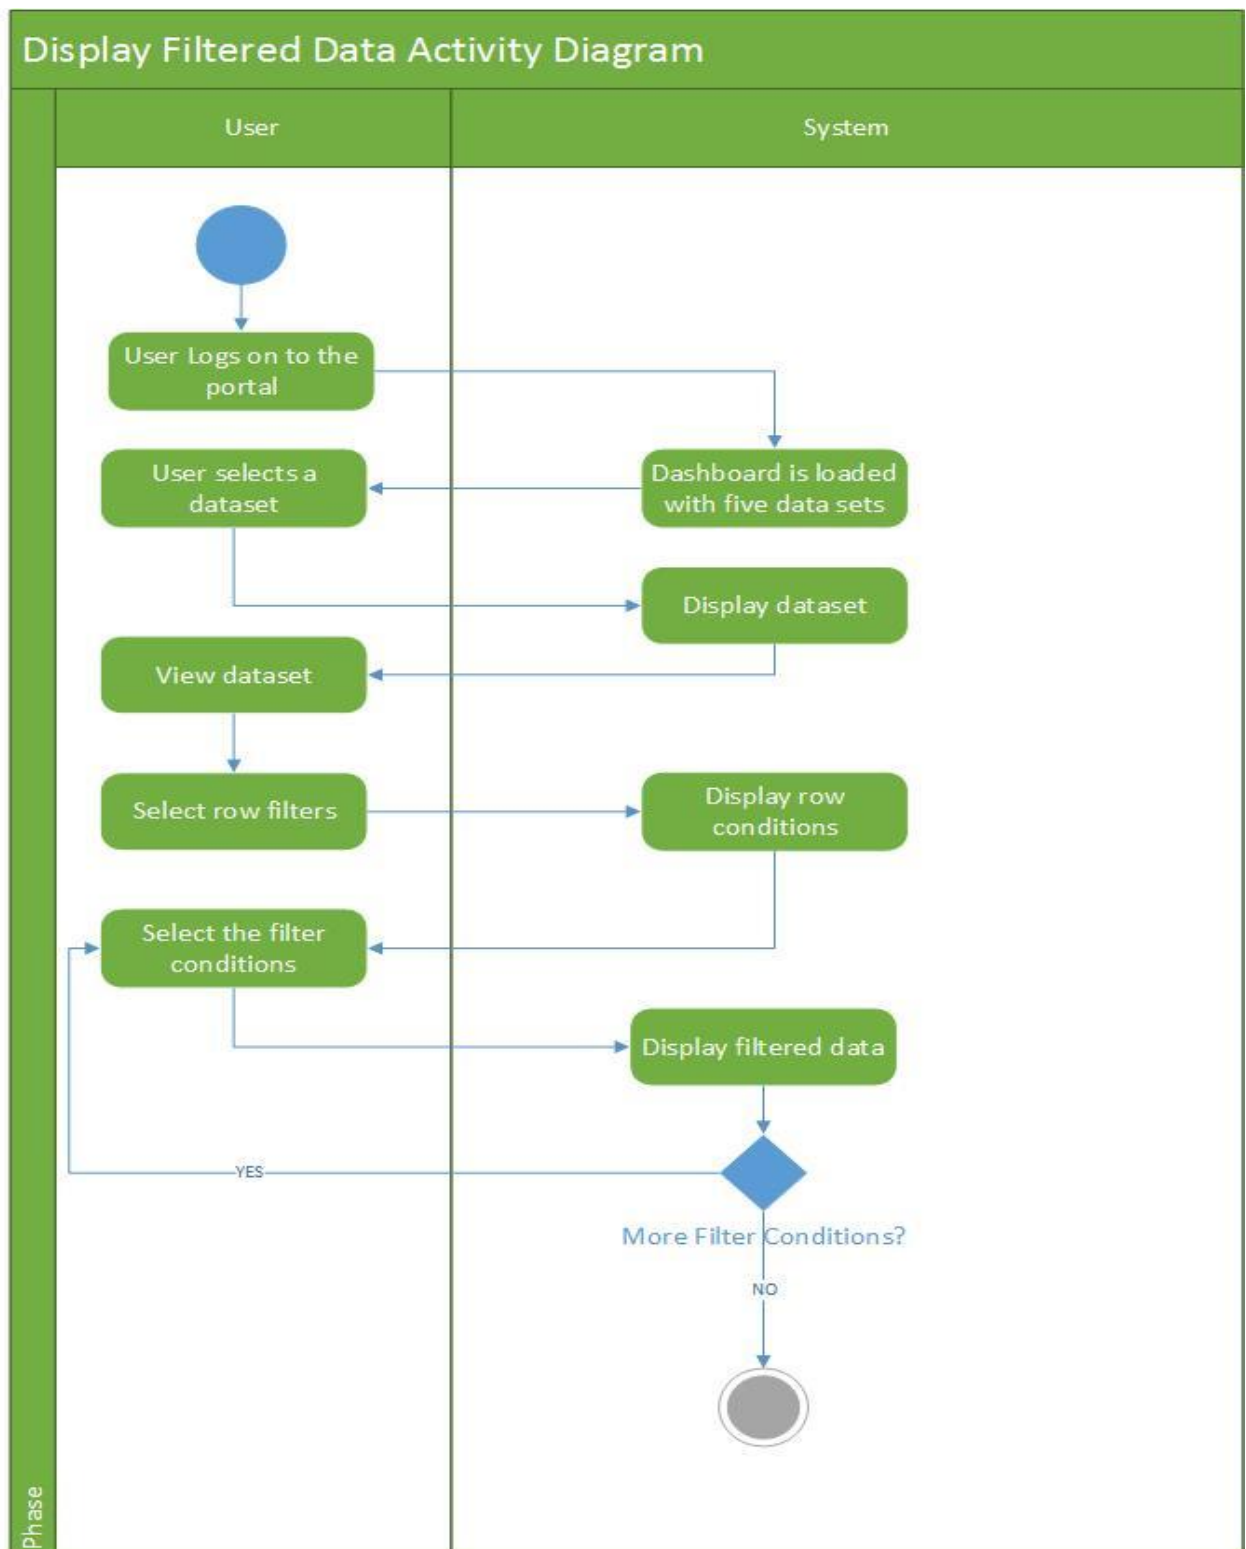 Display Filtered Data Activity Diagram
User
System
User Logs on to the
portal
User selects a
dataset
Dashboard is loaded
with five data sets
Display dataset
View dataset
Select row filters
Display row
conditions
Select the filter
conditions
Display filtered data
YES
More Filter Conditions?
NO
Phase